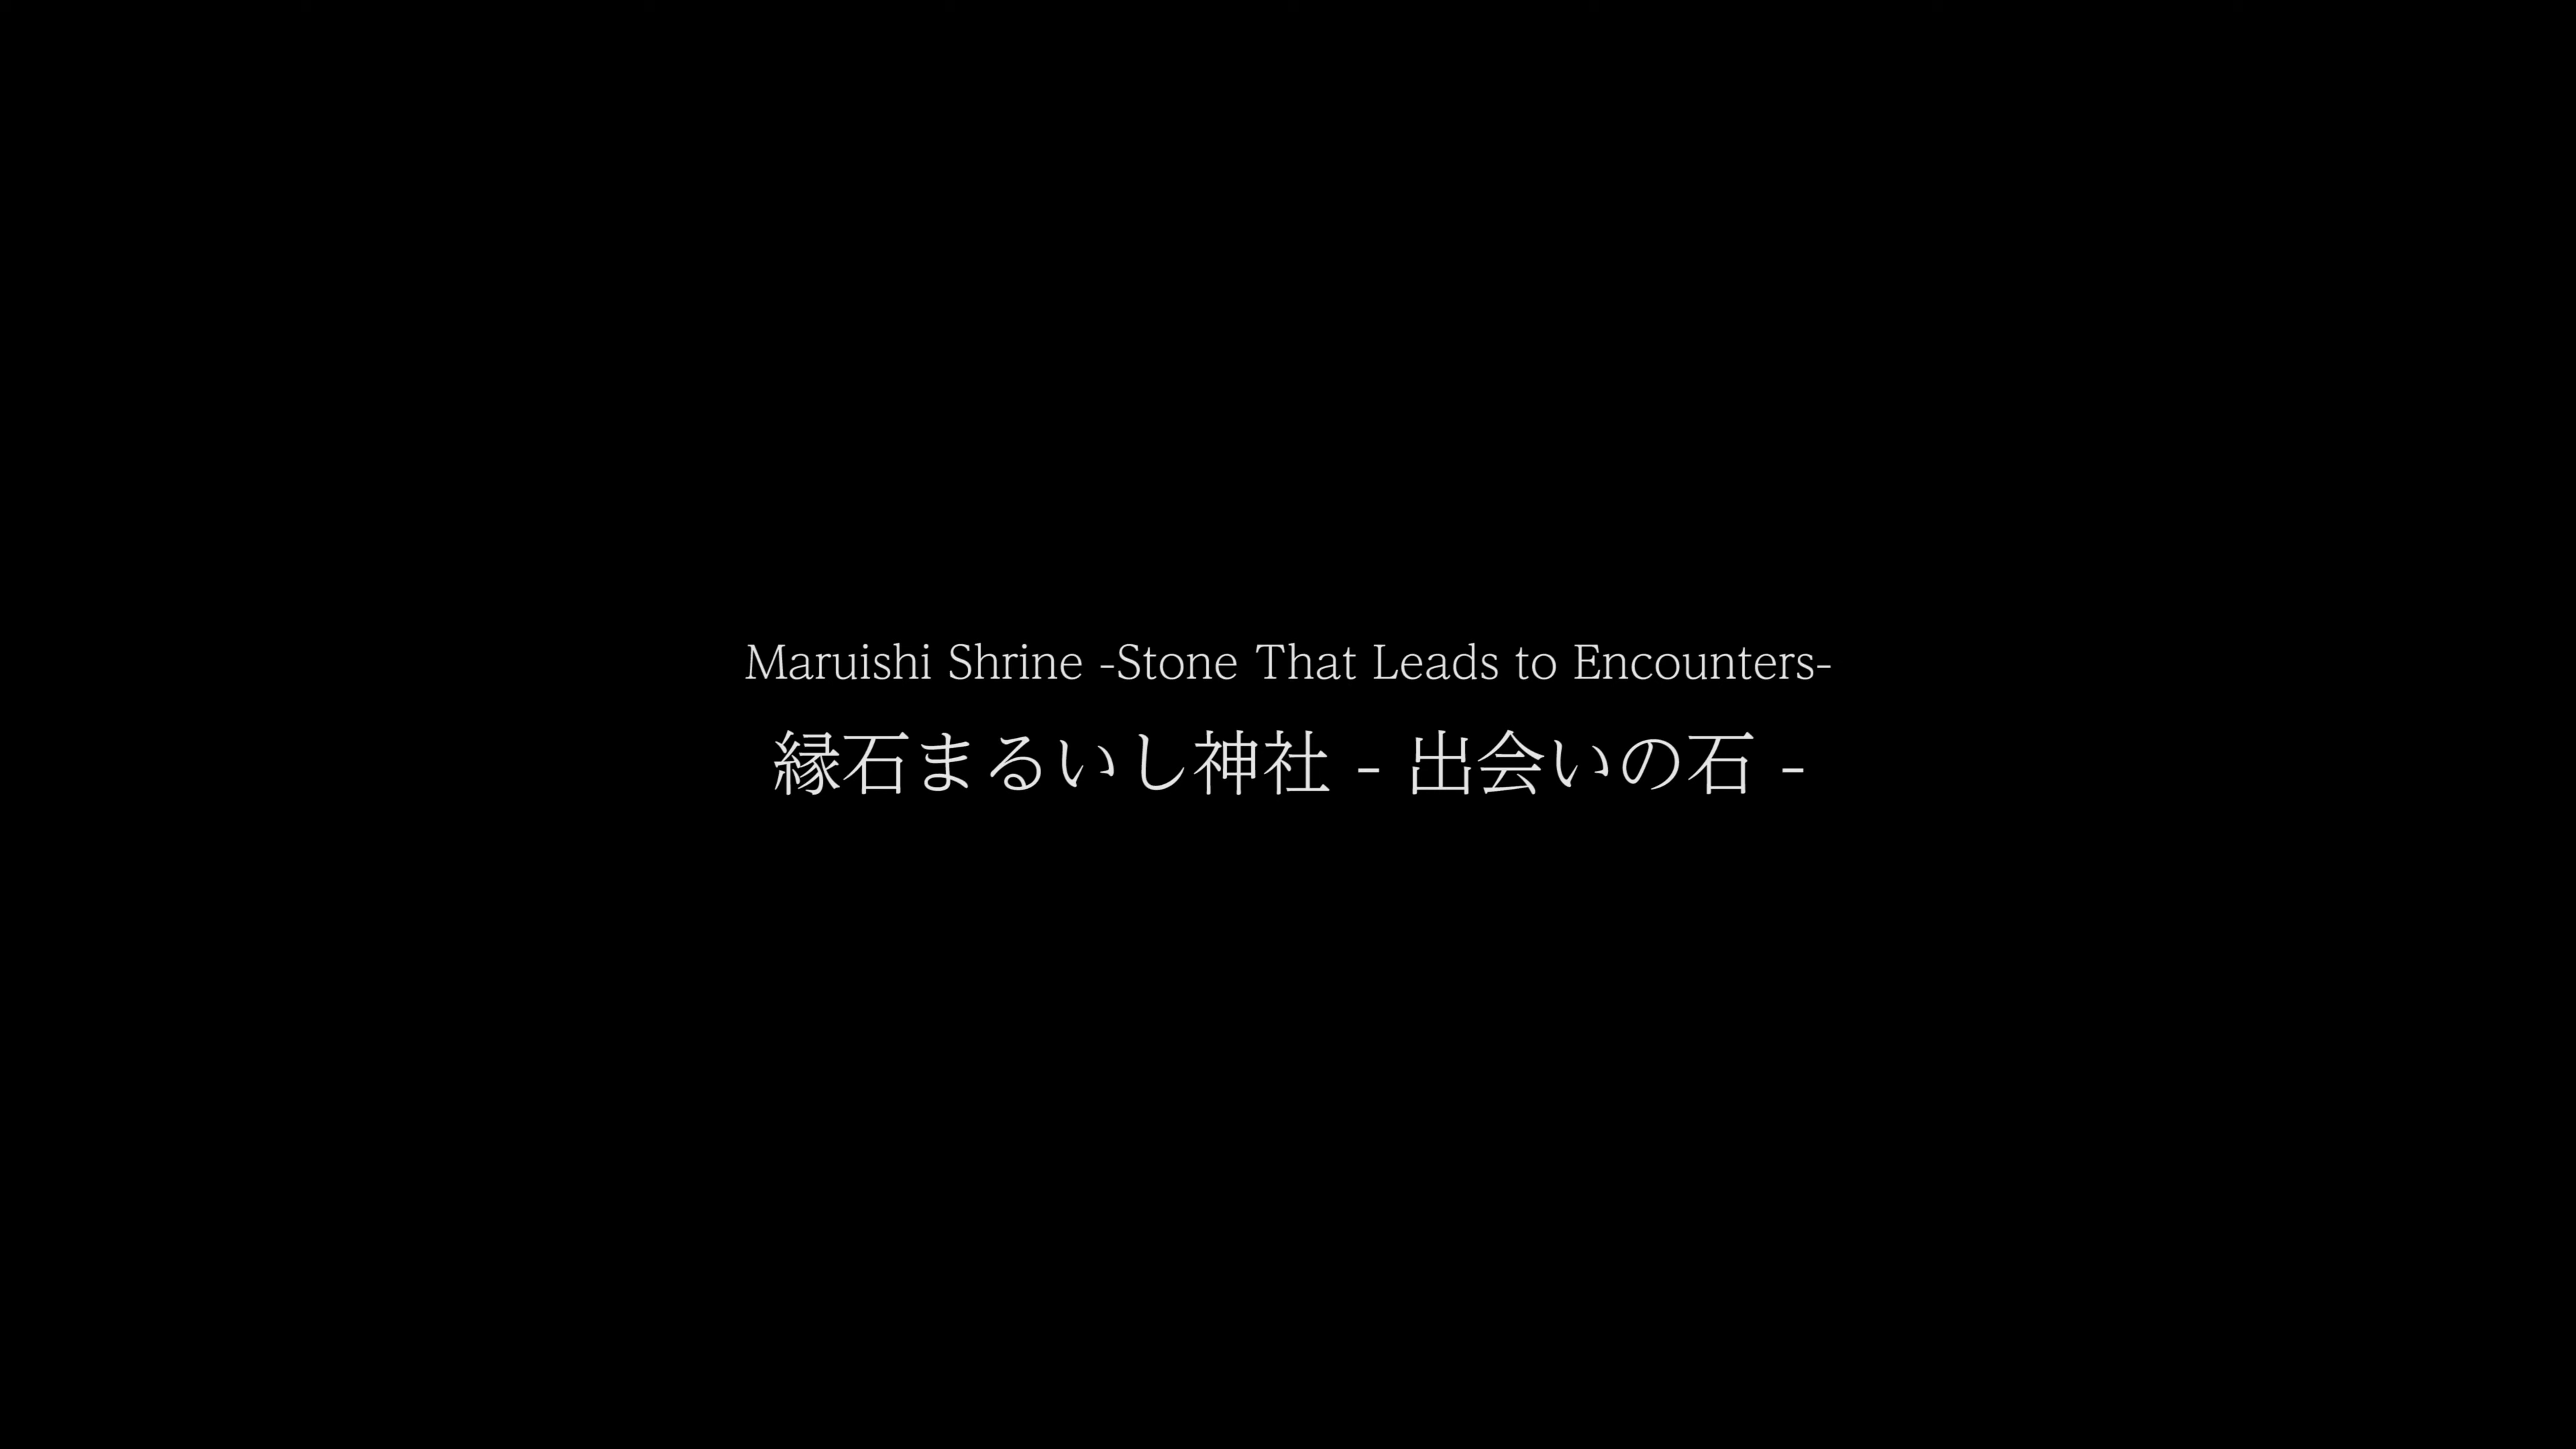 Maruishi Shrine -Stone That Leads to Encounters-
縁石まるいし神社 - 出会いの石 -